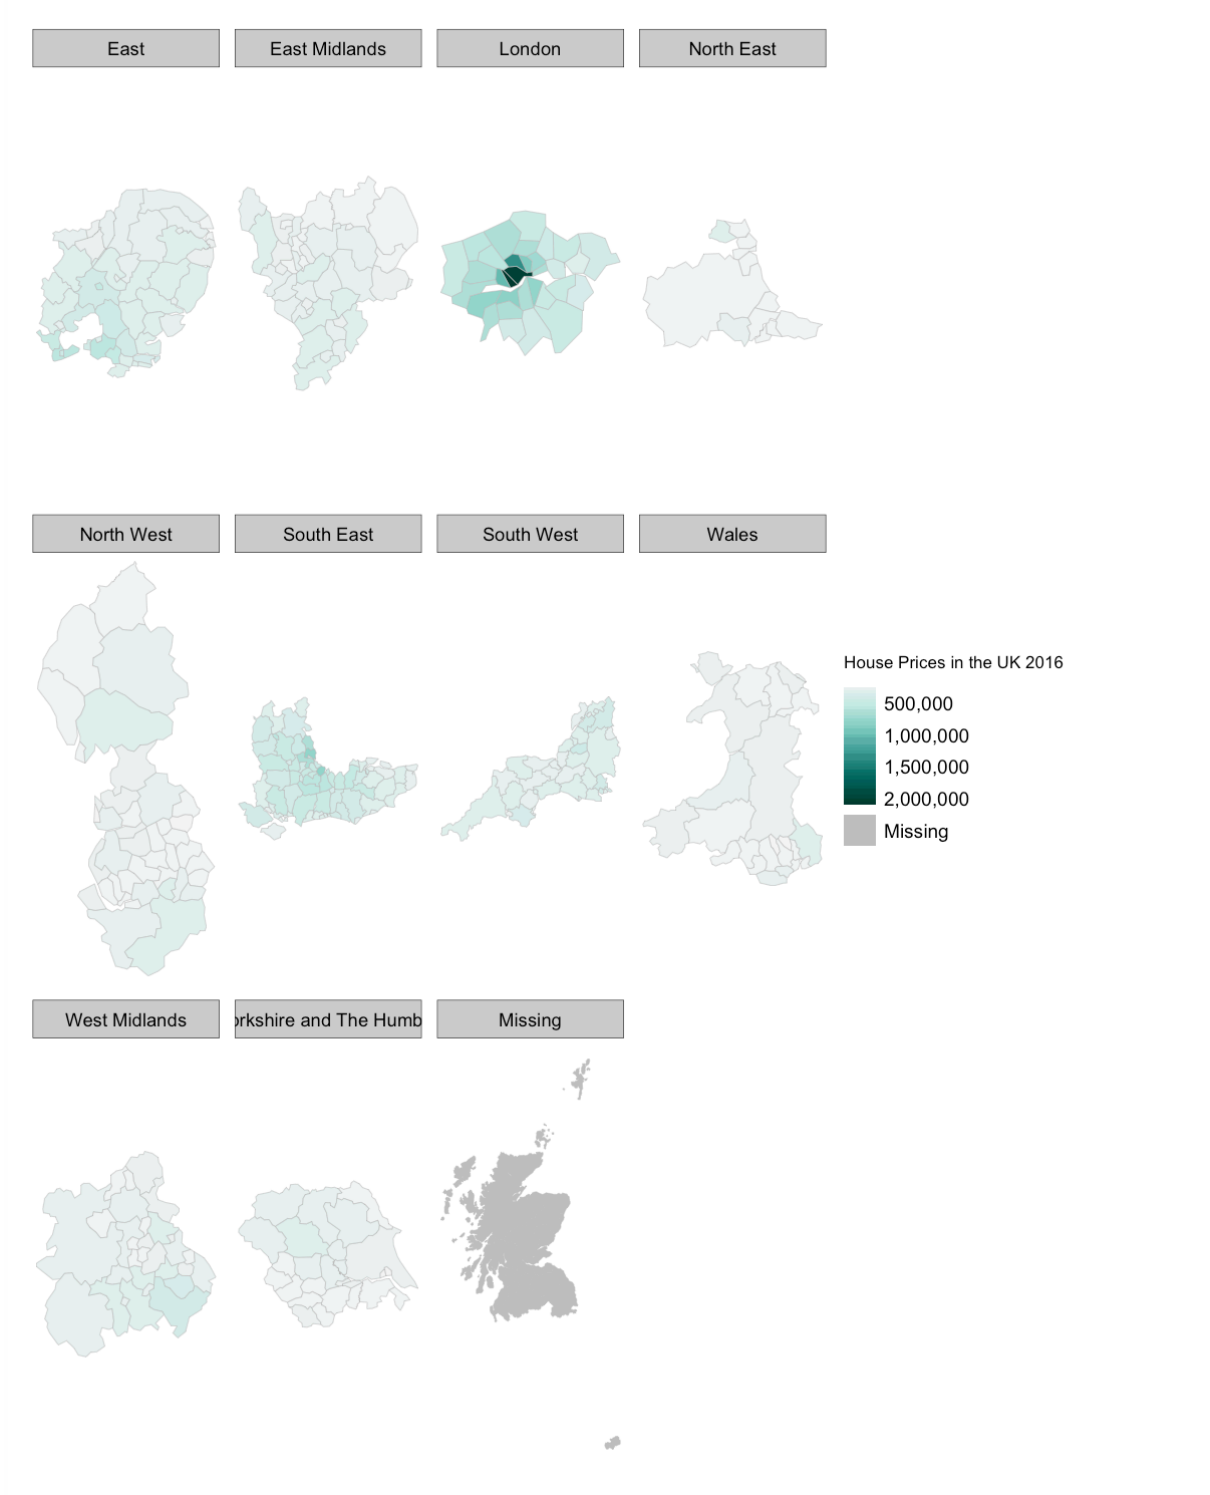 East
East Midlands
London
North East
North West
South East
South West
Wales
House Prices in the UK 2016
500,000
1,000,000
1,500,000
2,000,000
Missing
West Midlands
orkshire and The Humb
Missing